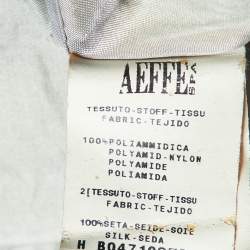 AEFFE SPA
TESSUTO-STOFF-TISSU
FABRIC-TEJIDO
100%POLIAMMIDICA
POLYAMID-NYLON
POLYAMIDE
POLIAMIDA
2[TESSUTO-STOFF-TISSU
FABRIC-TEJIDO
100%SETA-SEIDE-SOIE
SILK-SEDA